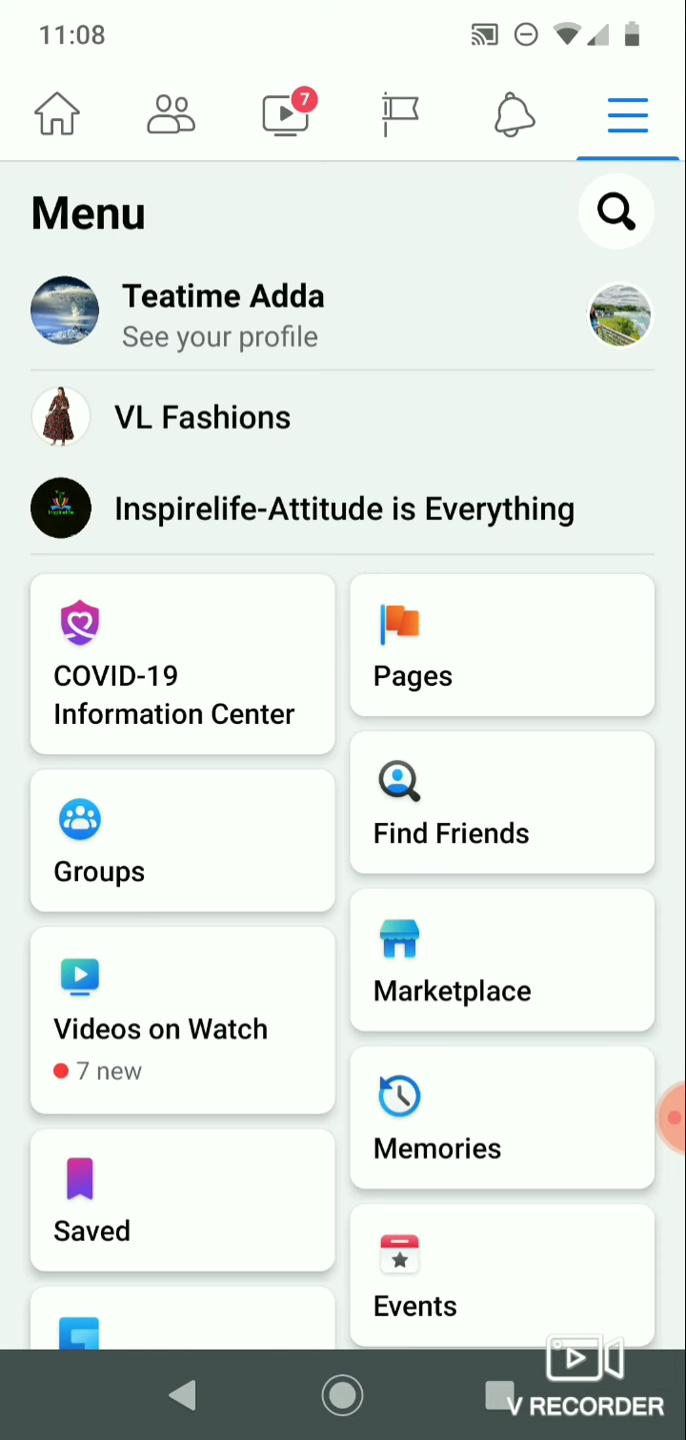 11:08
7
Menu
Teatime Adda
See your profile
VL Fashions
Inspirelife-Attitude is Everything
COVID-19
Information Center
Pages
Find Friends
Groups
Marketplace
Videos on Watch
7 new
Memories
Saved
Events
V RECORDER